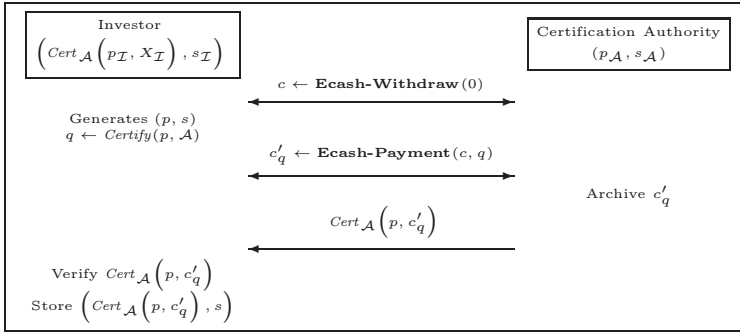 Investor
(Cert_𝒜(p_ℐ, X_ℐ), s_ℐ)
Certification Authority
(p_𝒜, s_𝒜)
c ← Ecash-Withdraw(0)
Generates (p, s)
q ← Certify(p, 𝒜)
c′_q ← Ecash-Payment(c, q)
Archive c′_q
Cert_𝒜(p, c′_q)
Verify Cert_𝒜(p, c′_q)
Store (Cert_𝒜(p, c′_q), s)